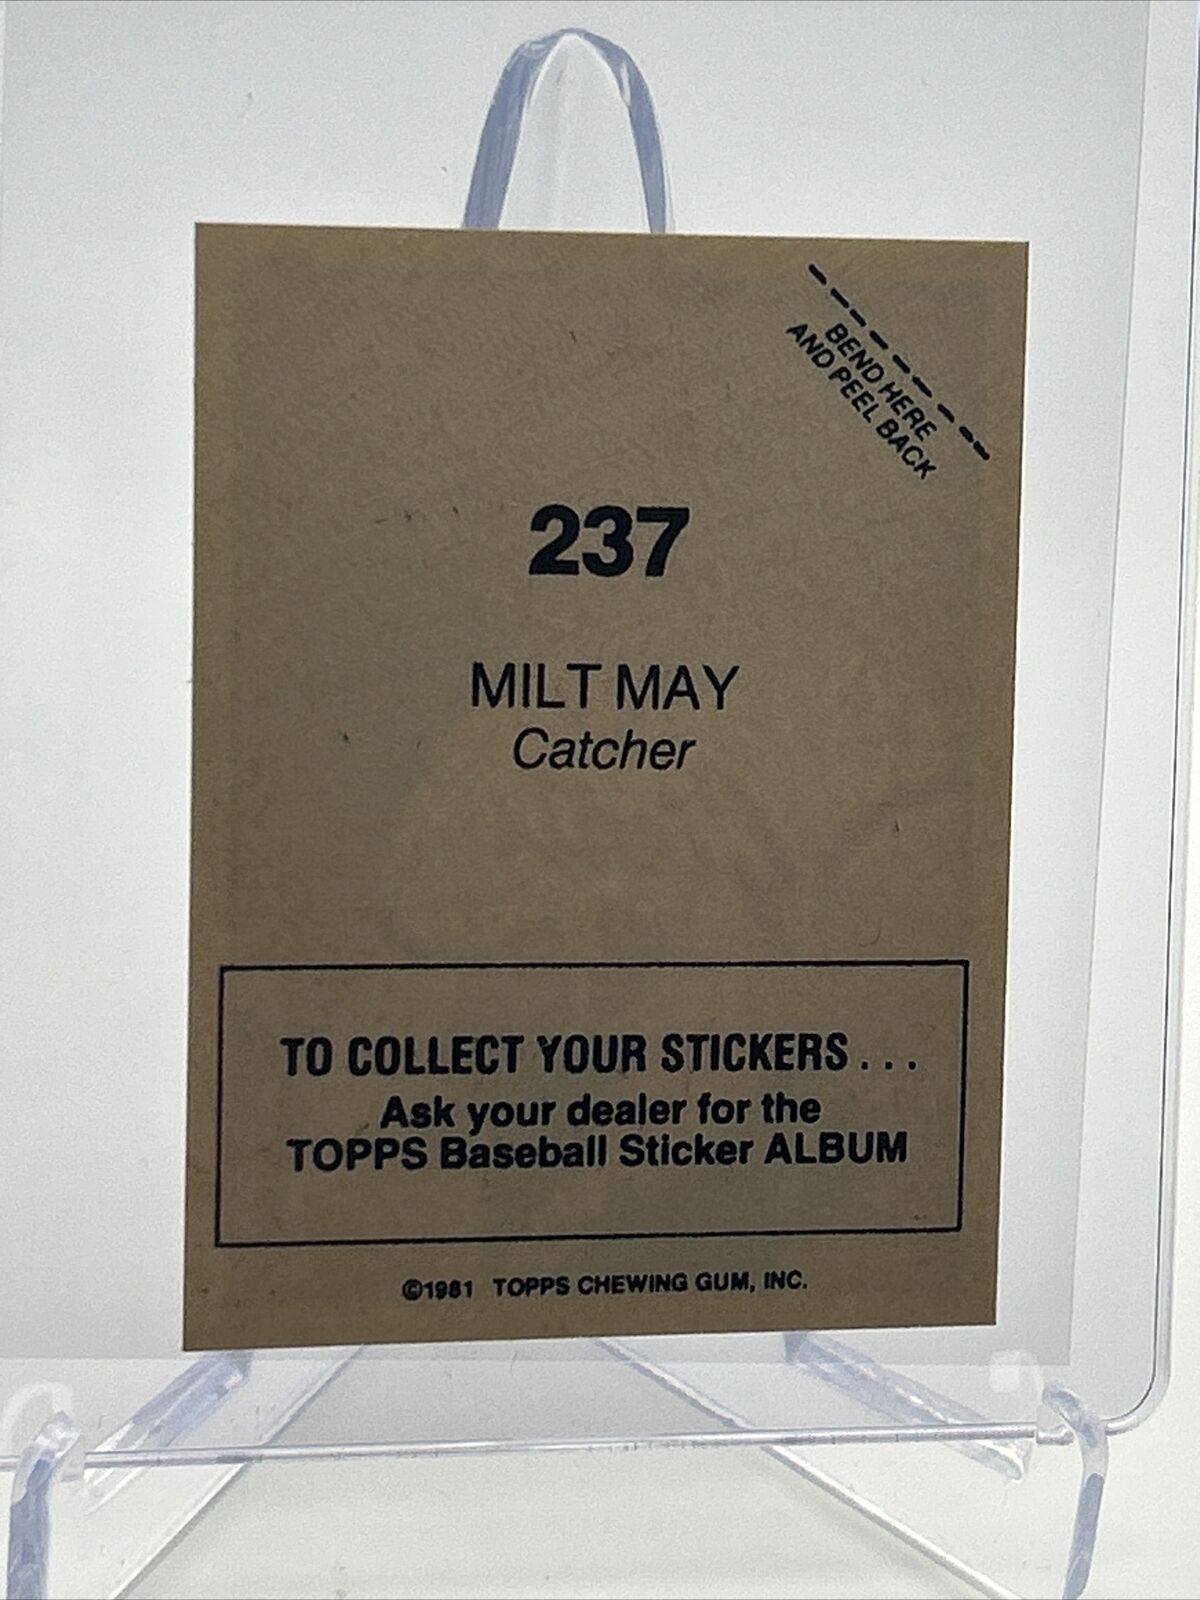 BEND HERE
AND PEEL BACK
237
MILT MAY
Catcher
TO COLLECT YOUR STICKERS . . .
Ask your dealer for the
TOPPS Baseball Sticker ALBUM
©1981 TOPPS CHEWING GUM, INC.